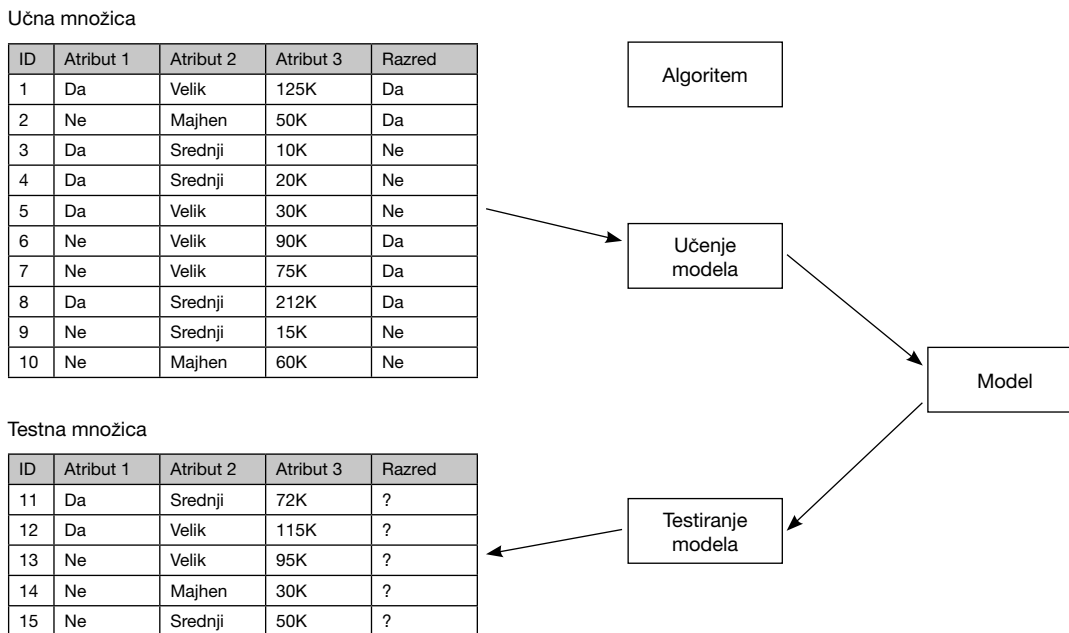 Učna množica
ID Atribut 1 Atribut 2 Atribut 3 Razred
1 Da Velik 125K Da
2 Ne Majhen 50K Da
3 Da Srednji 10K Ne
4 Da Srednji 20K Ne
5 Da Velik 30K Ne
6 Ne Velik 90K Da
7 Ne Velik 75K Da
8 Da Srednji 212K Da
9 Ne Srednji 15K Ne
10 Ne Majhen 60K Ne
Algoritem
Učenje
modela
Model
Testiranje
modela
Testna množica
ID Atribut 1 Atribut 2 Atribut 3 Razred
11 Da Srednji 72K ?
12 Da Velik 115K ?
13 Ne Velik 95K ?
14 Ne Majhen 30K ?
15 Ne Srednji 50K ?